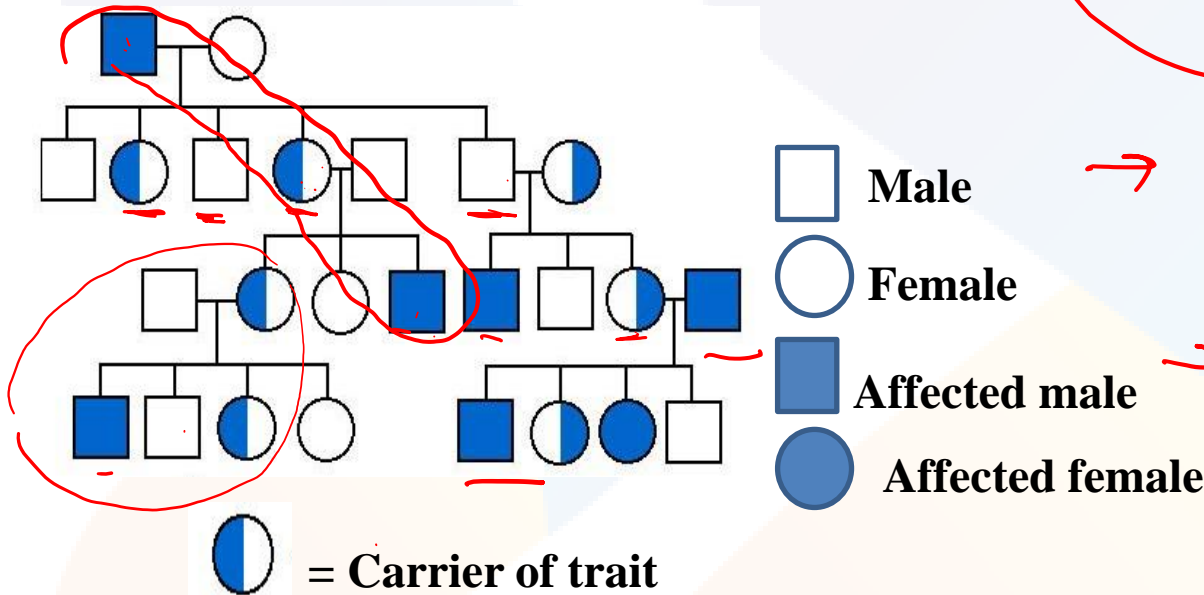 Male
Female
Affected male
Affected female
= Carrier of trait